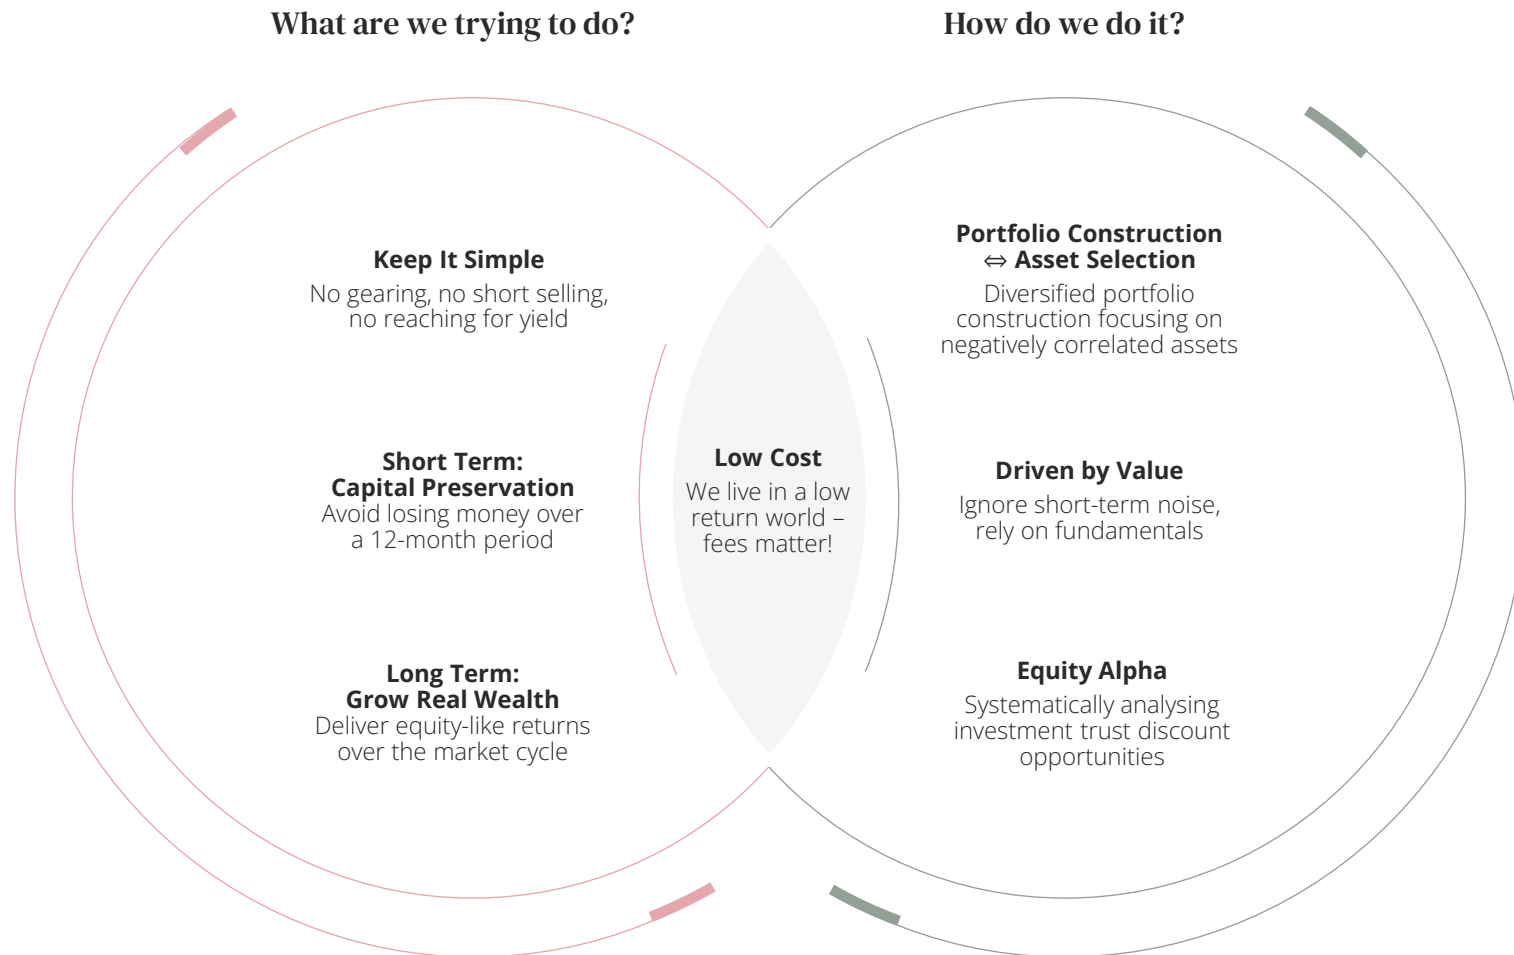 What are we trying to do?
How do we do it?
Keep It Simple
No gearing, no short selling,
no reaching for yield
Short Term:
Capital Preservation
Avoid losing money over
a 12-month period
Long Term:
Grow Real Wealth
Deliver equity-like returns
over the market cycle
Low Cost
We live in a low
return world –
fees matter!
Portfolio Construction
⇔ Asset Selection
Diversified portfolio
construction focusing on
negatively correlated assets
Driven by Value
Ignore short-term noise,
rely on fundamentals
Equity Alpha
Systematically analysing
investment trust discount
opportunities